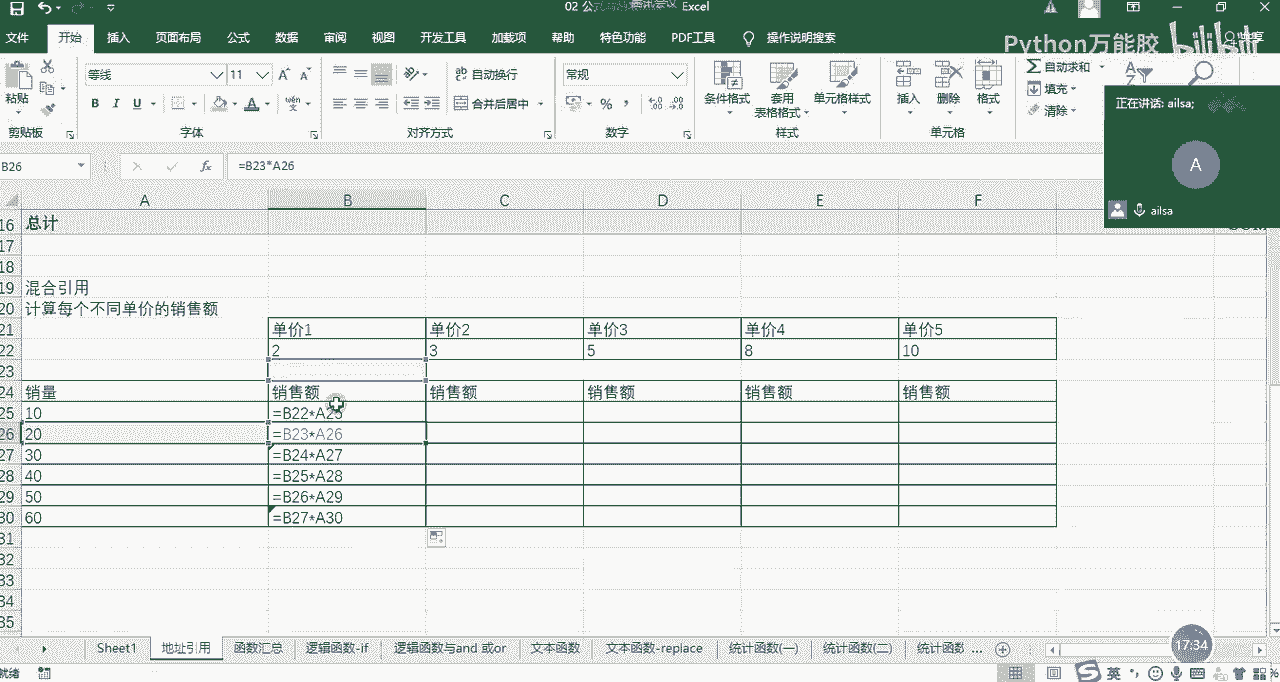 Excel
文件 开始 插入 页面布局 公式 数据 审阅 视图 开发工具 加载项 帮助 特色功能 PDF工具 操作说明搜索
Python万能胶 bilibili
粘贴 等线 11 自动换行 常规 条件格式 套用 单元格样式 插入 删除 格式 自动求和
B I U 合并后居中 % 表格格式 填充
清除
剪贴板 字体 对齐方式 数字 样式 单元格
正在讲话: ailsa;
A
ailsa
B26 fx =B23*A26
A B C D E F
16 总计
17
18
19 混合引用
20 计算每个不同单价的销售额
21 单价1 单价2 单价3 单价4 单价5
22 2 3 5 8 10
23
24 销量 销售额 销售额 销售额 销售额 销售额
25 10 =B22*A25
26 20 =B23*A26
27 30 =B24*A27
28 40 =B25*A28
29 50 =B26*A29
30 60 =B27*A30
31
32
33
34
35
Sheet1 地址引用 函数汇总 逻辑函数-if 逻辑函数与and 或or 文本函数 文本函数-replace 统计函数(一) 统计函数(二) 统计函数 ...
17:34
就绪 英